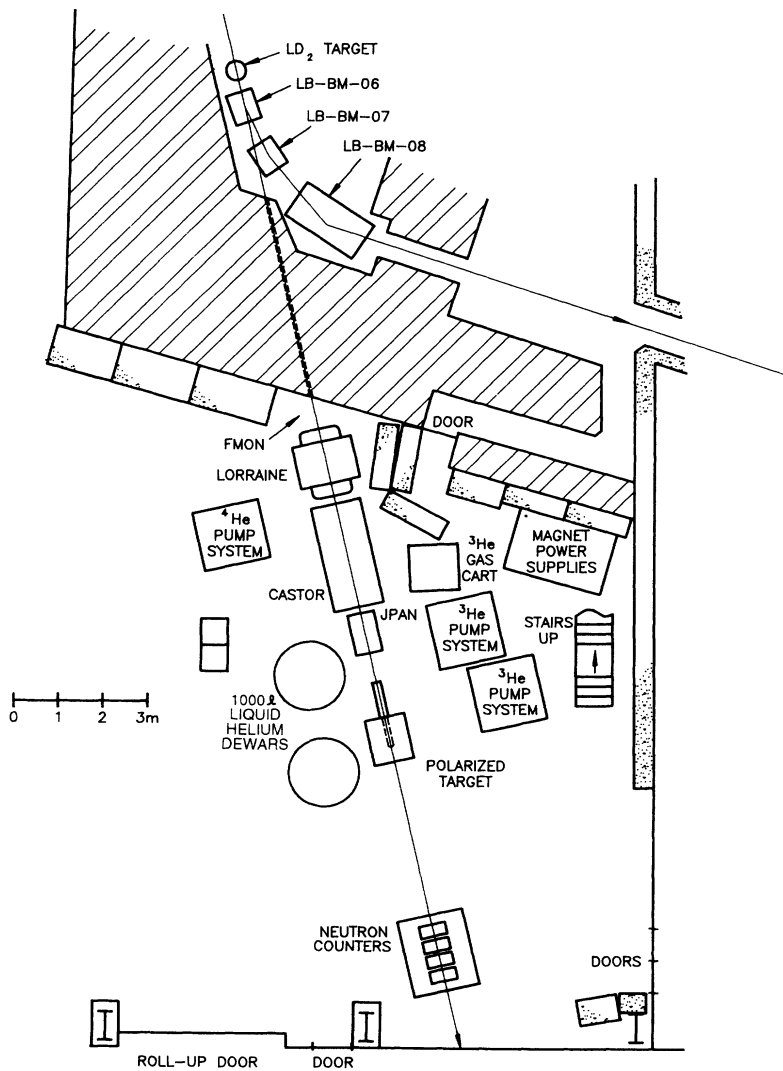 LD₂ TARGET
LB-BM-06
LB-BM-07
LB-BM-08
DOOR
FMON
LORRAINE
⁴He
PUMP
SYSTEM
³He
GAS
CART
MAGNET
POWER
SUPPLIES
CASTOR
JPAN
³He
PUMP
SYSTEM
STAIRS
UP
³He
PUMP
SYSTEM
0 1 2 3m
1000ℓ
LIQUID
HELIUM
DEWARS
POLARIZED
TARGET
NEUTRON
COUNTERS
DOORS
ROLL-UP DOOR
DOOR